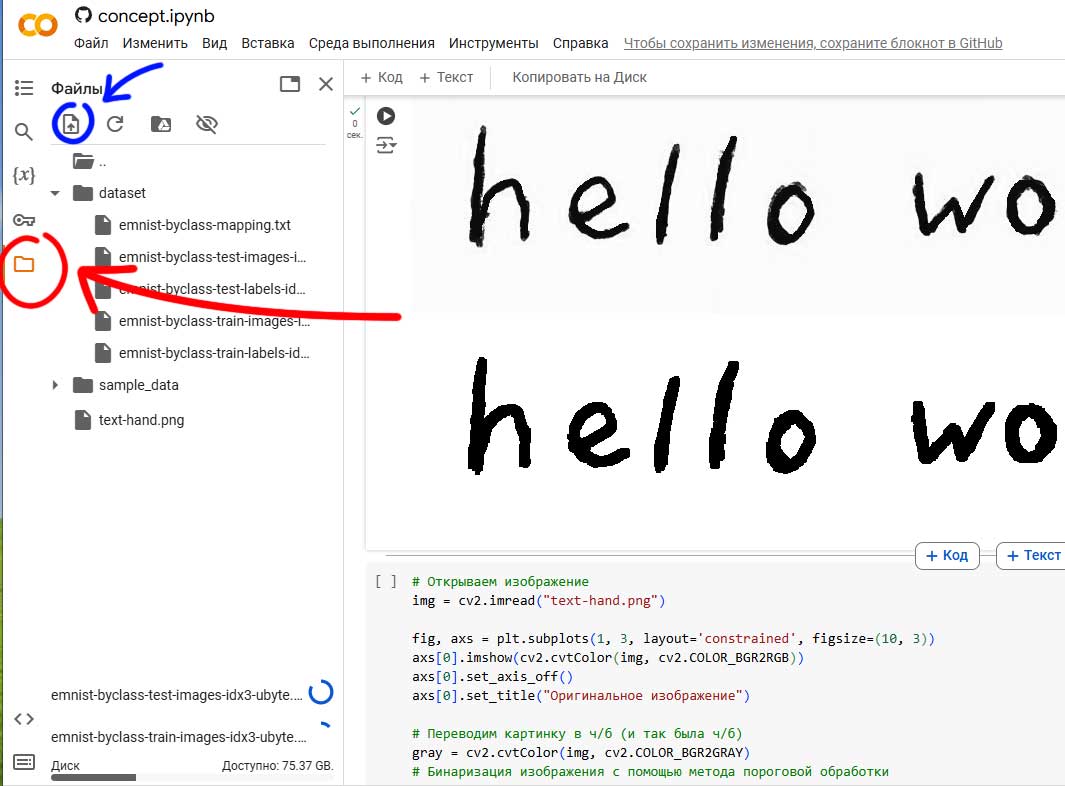 concept.ipynb
Файл Изменить Вид Вставка Среда выполнения Инструменты Справка Чтобы сохранить изменения, сохраните блокнот в GitHub
Файлы
+ Код + Текст Копировать на Диск
0
сек.
{x}
..
dataset
emnist-byclass-mapping.txt
emnist-byclass-test-images-i...
emnist-byclass-test-labels-id...
emnist-byclass-train-images-i...
emnist-byclass-train-labels-id...
sample_data
text-hand.png
hello wo
hello wo
+ Код + Текст
[ ] # Открываем изображение
img = cv2.imread("text-hand.png")
fig, axs = plt.subplots(1, 3, layout='constrained', figsize=(10, 3))
axs[0].imshow(cv2.cvtColor(img, cv2.COLOR_BGR2RGB))
axs[0].set_axis_off()
axs[0].set_title("Оригинальное изображение")
# Переводим картинку в ч/б (и так была ч/б)
gray = cv2.cvtColor(img, cv2.COLOR_BGR2GRAY)
# Бинаризация изображения с помощью метода пороговой обработки
emnist-byclass-test-images-idx3-ubyte....
emnist-byclass-train-images-idx3-ubyte....
Диск Доступно: 75.37 GB.